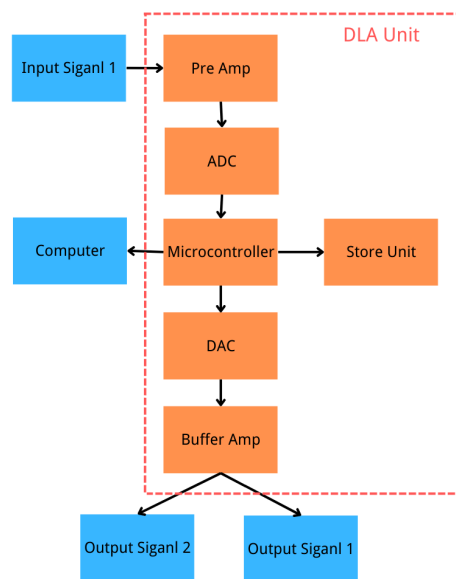 DLA Unit
Input Siganl 1
Pre Amp
ADC
Computer
Microcontroller
Store Unit
DAC
Buffer Amp
Output Siganl 2
Output Siganl 1